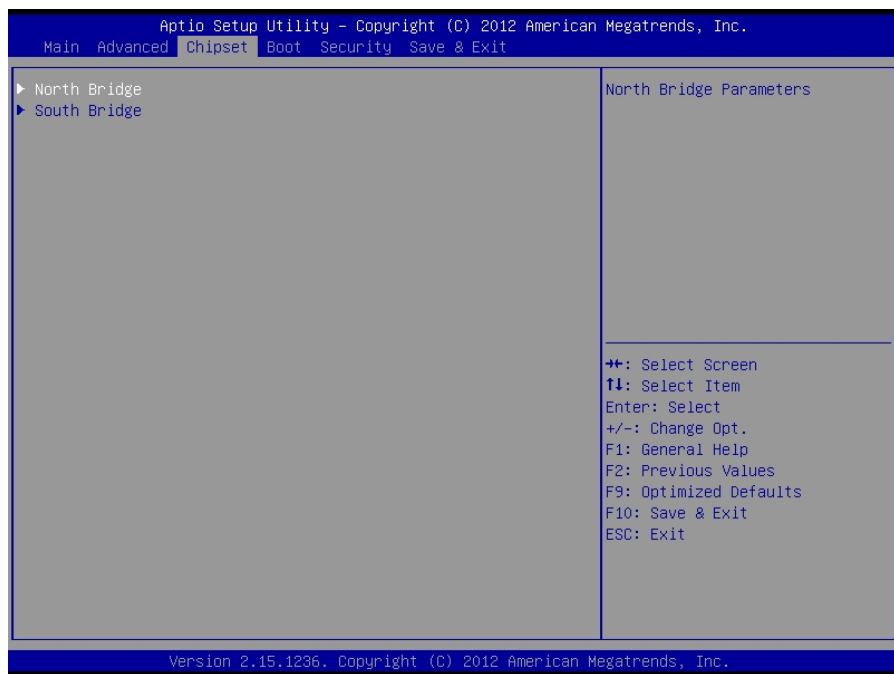 Aptio Setup Utility – Copyright (C) 2012 American Megatrends, Inc.
Main Advanced Chipset Boot Security Save & Exit
▶ North Bridge
▶ South Bridge
North Bridge Parameters
→←: Select Screen
↑↓: Select Item
Enter: Select
+/-: Change Opt.
F1: General Help
F2: Previous Values
F9: Optimized Defaults
F10: Save & Exit
ESC: Exit
Version 2.15.1236. Copyright (C) 2012 American Megatrends, Inc.